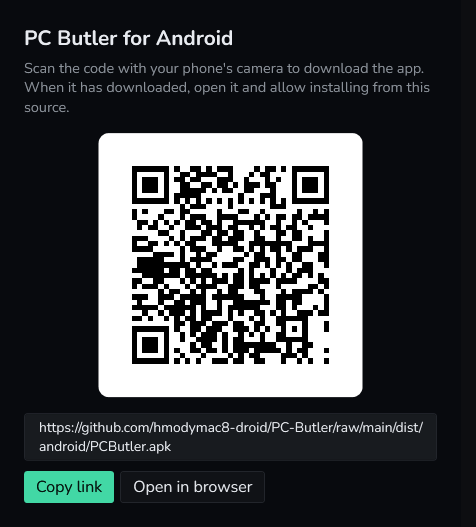 PC Butler for Android
Scan the code with your phone's camera to download the app.
When it has downloaded, open it and allow installing from this
source.
https://github.com/hmodymac8-droid/PC-Butler/raw/main/dist/
android/PCButler.apk
Copy link
Open in browser